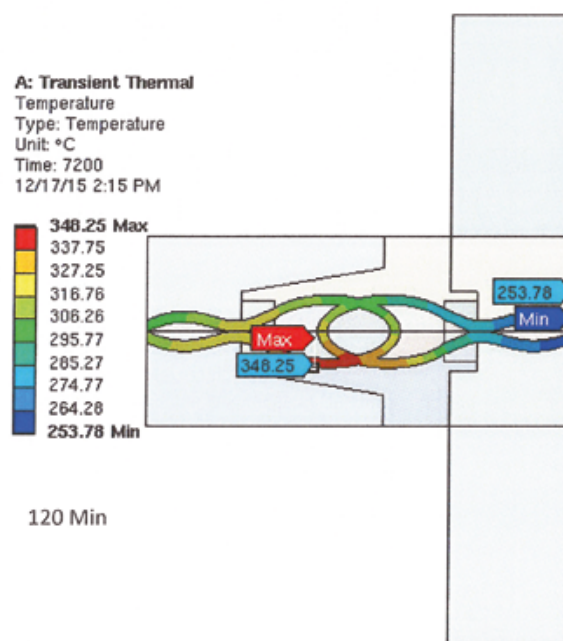 A: Transient Thermal
Temperature
Type: Temperature
Unit: °C
Time: 7200
12/17/15 2:15 PM
348.25 Max
337.75
327.25
316.76
306.26
295.77
285.27
274.77
264.28
253.78 Min
253.78
Min
Max
348.25
120 Min